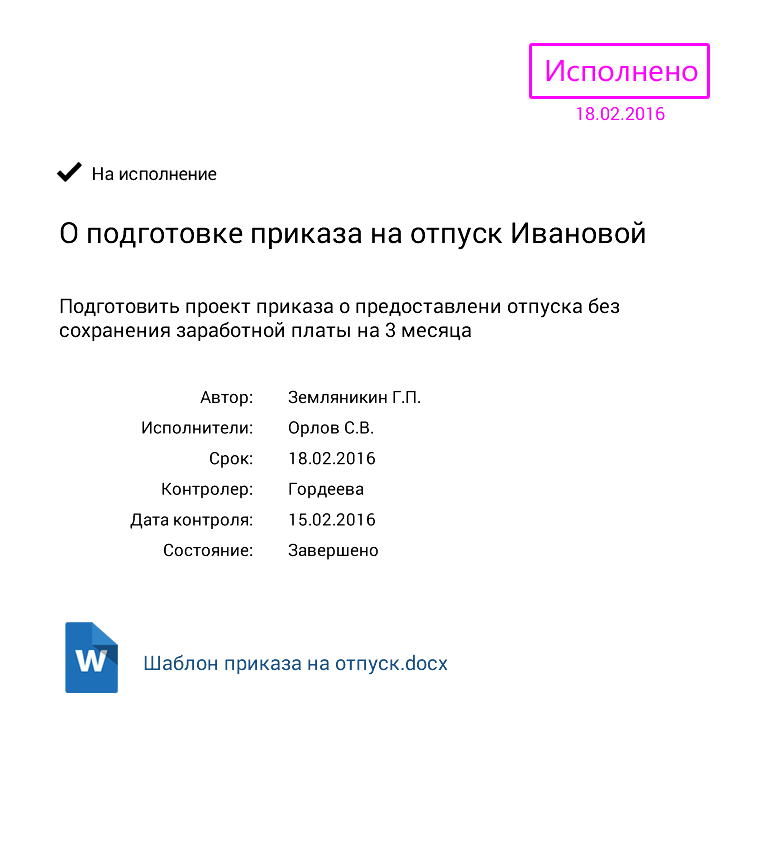 Исполнено
18.02.2016
На исполнение
О подготовке приказа на отпуск Ивановой
Подготовить проект приказа о предоставлени отпуска без
сохранения заработной платы на 3 месяца
Автор: Земляникин Г.П.
Исполнители: Орлов С.В.
Срок: 18.02.2016
Контролер: Гордеева
Дата контроля: 15.02.2016
Состояние: Завершено
W Шаблон приказа на отпуск.docx